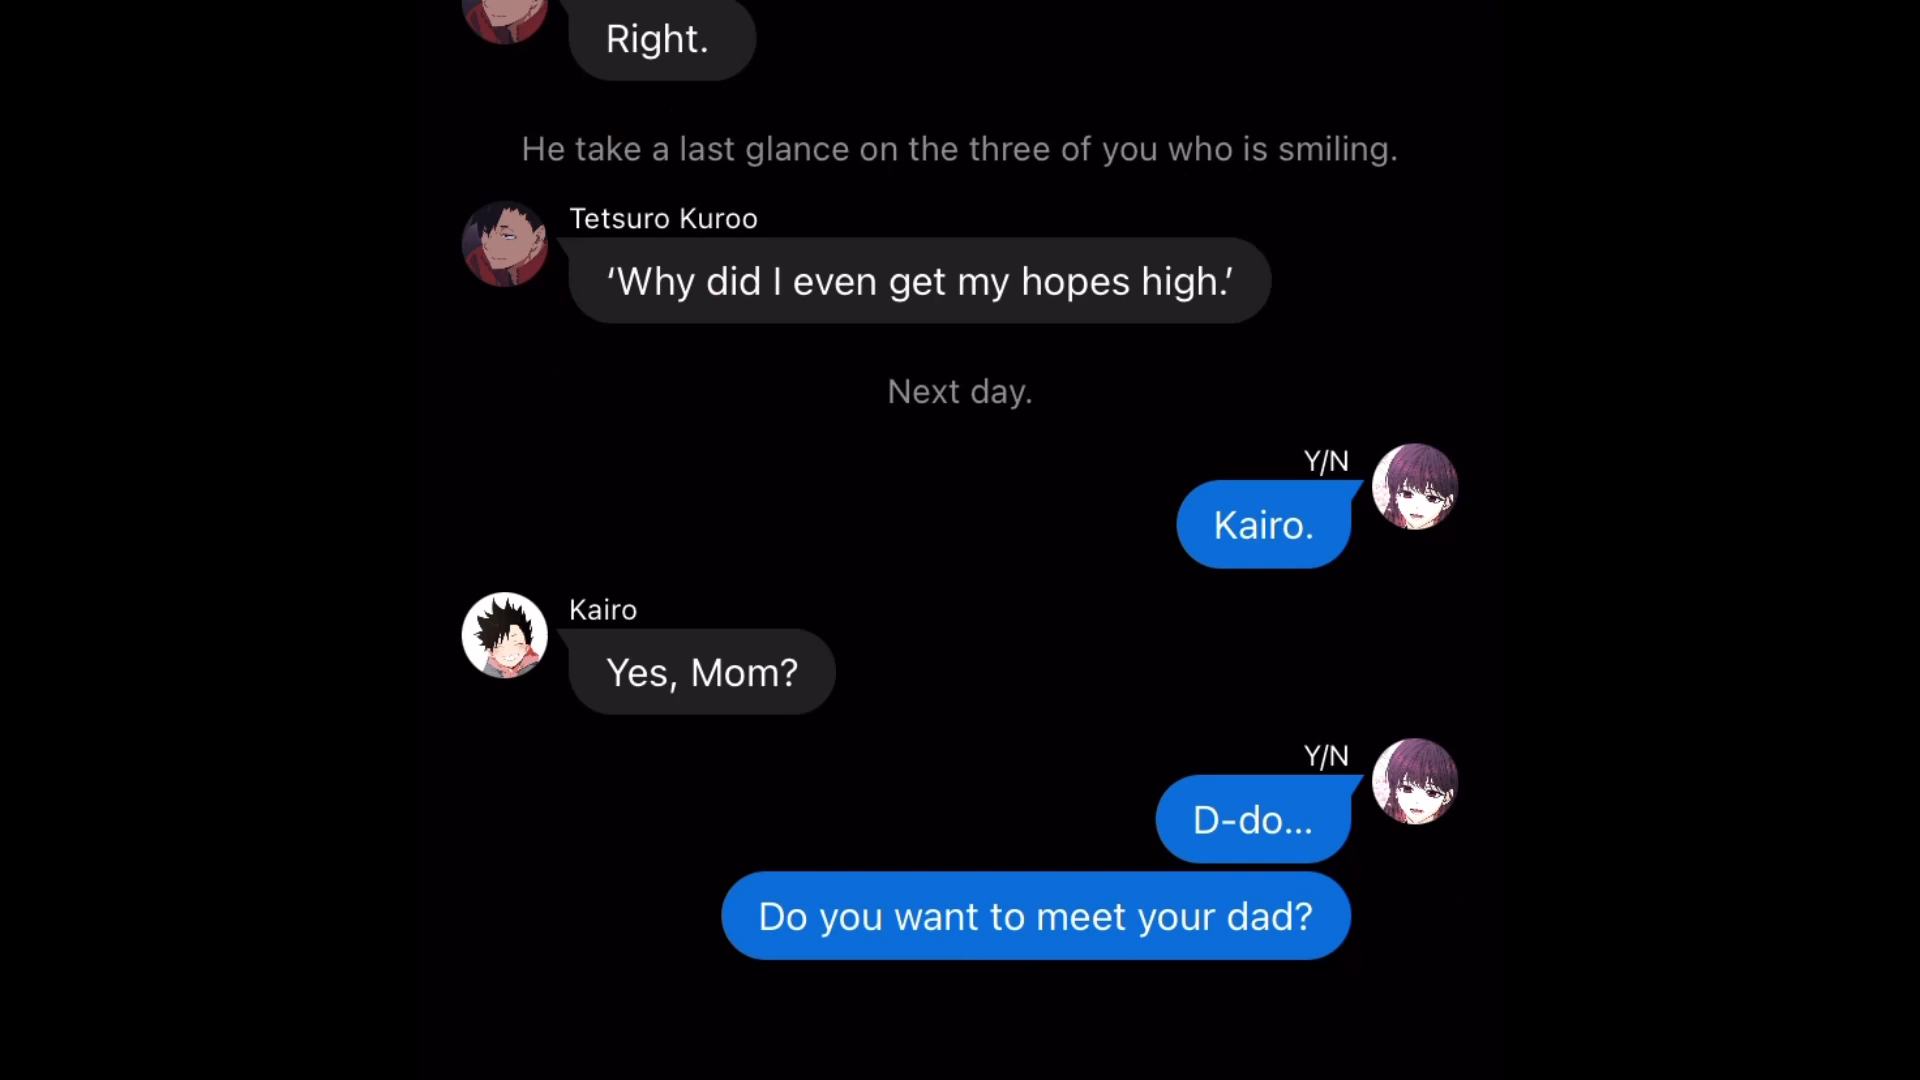 Right.
He take a last glance on the three of you who is smiling.
Tetsuro Kuroo
‘Why did I even get my hopes high.’
Next day.
Y/N
Kairo.
Kairo
Yes, Mom?
Y/N
D-do...
Do you want to meet your dad?